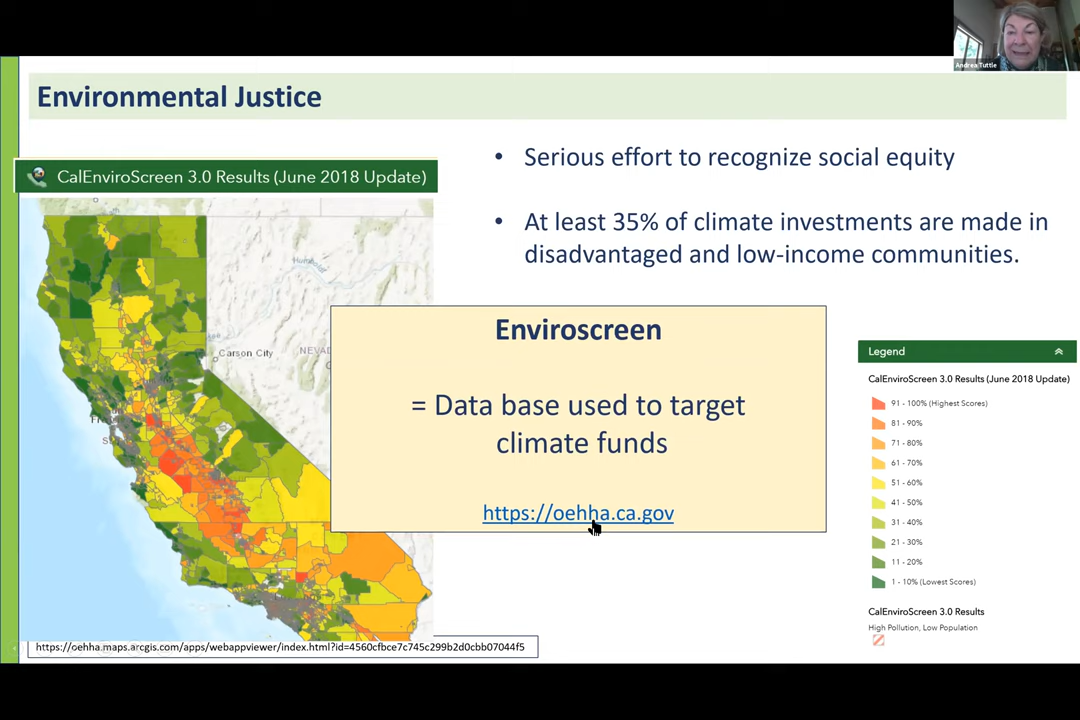 Andrea Tuttle
Environmental Justice
CalEnviroScreen 3.0 Results (June 2018 Update)
• Serious effort to recognize social equity
• At least 35% of climate investments are made in
disadvantaged and low-income communities.
Carson City
Enviroscreen
= Data base used to target
climate funds
https://oehha.ca.gov
Legend
CalEnviroScreen 3.0 Results (June 2018 Update)
91 - 100% (Highest Scores)
81 - 90%
71 - 80%
61 - 70%
51 - 60%
41 - 50%
31 - 40%
21 - 30%
11 - 20%
1 - 10% (Lowest Scores)
CalEnviroScreen 3.0 Results
High Pollution, Low Population
https://oehha.maps.arcgis.com/apps/webappviewer/index.html?id=4560cfbce7c745c299b2d0cbb07044f5